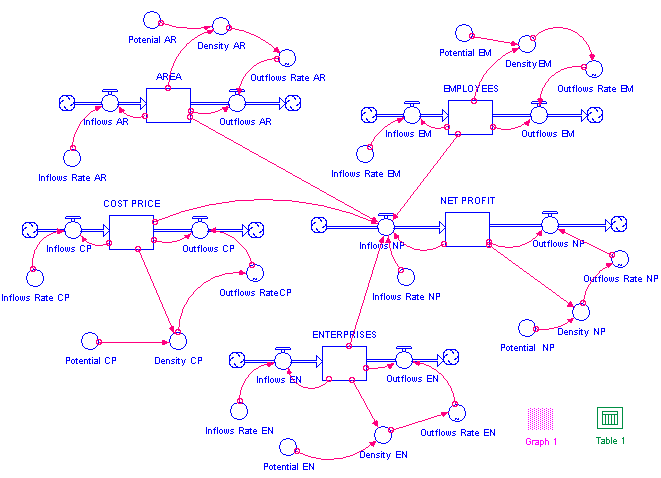 Potenial AR
Density AR
Outflows Rate AR
AREA
Inflows AR
Outflows AR
Inflows Rate AR
Potential EM
Density EM
Outflows Rate EM
EMPLOYEES
Inflows EM
Outflows EM
Inflows Rate EM
COST PRICE
Inflows CP
Outflows CP
Inflows Rate CP
Outflows Rate CP
Potential CP
Density CP
NET PROFIT
Inflows NP
Outflows NP
Inflows Rate NP
Outflows Rate NP
Potential NP
Density NP
ENTERPRISES
Inflows EN
Outflows EN
Inflows Rate EN
Outflows Rate EN
Potential EN
Density EN
Graph 1
Table 1